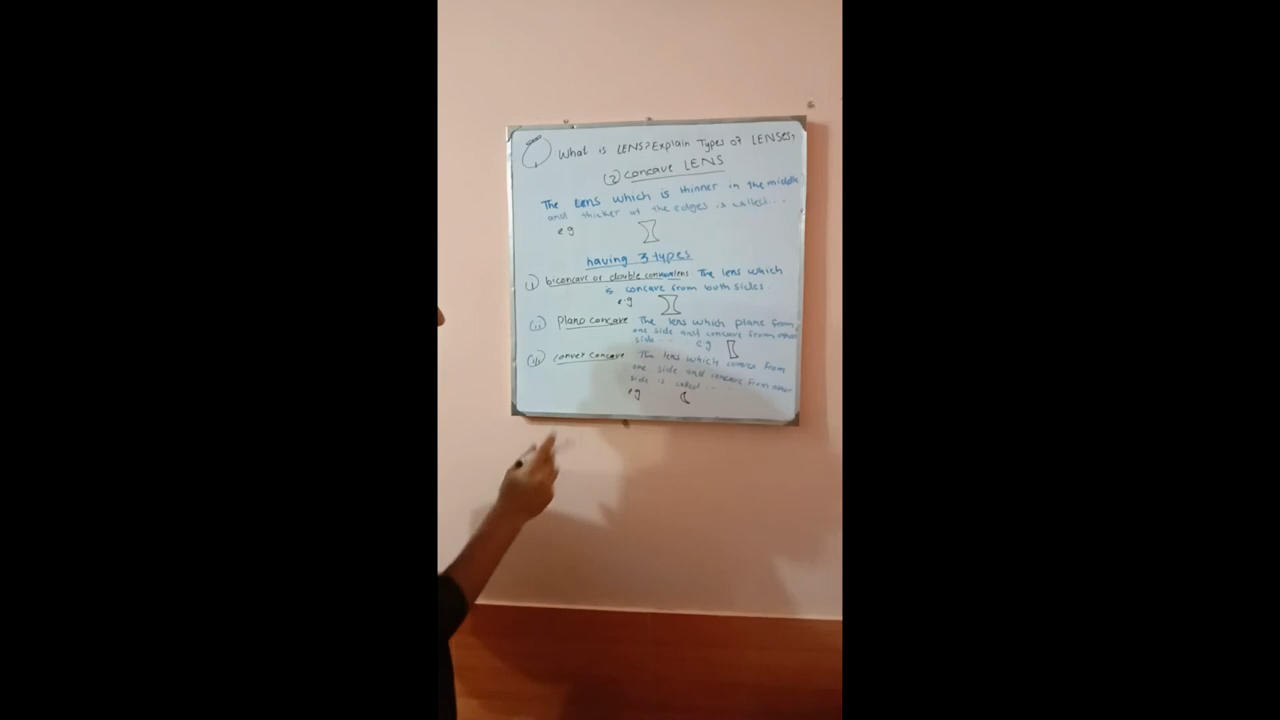 What is LENS? Explain Types of LENSES?
(2) concave LENS
The Lens which is thinner in the middle
and thicker at the edges is called...
eg
having 3 types
(i) biconcave or double concave lens The lens which
is concave from both sides.
e.g
(ii) plano concave The lens which plane from
one side and concave from other
side... e.g
(iii) convex concave The lens which convex from
one side and concave from other
side is called ....
eg